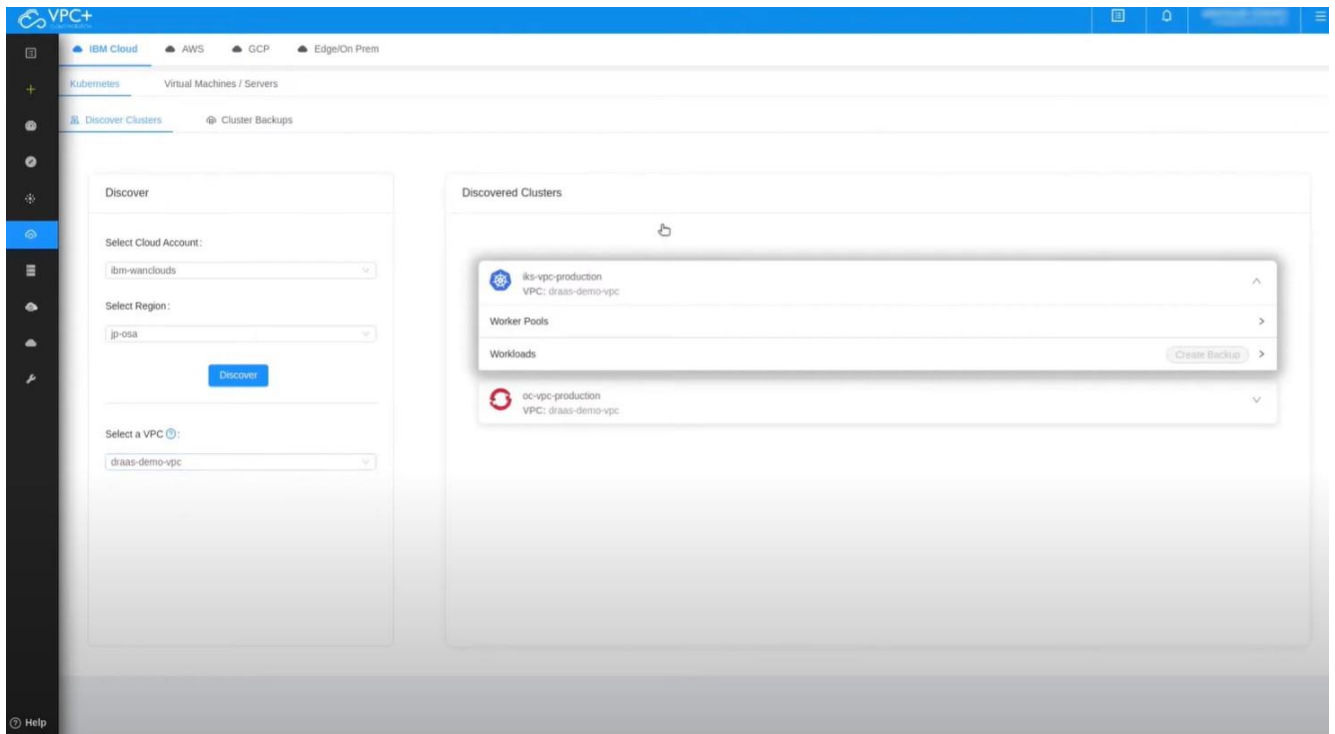 VPC+
IBM Cloud
AWS
GCP
Edge/On Prem
Kubernetes
Virtual Machines / Servers
Discover Clusters
Cluster Backups
Discover
Select Cloud Account:
ibm-wanclouds
Select Region:
jp-osa
Discover
Select a VPC ?:
draas-demo-vpc
Discovered Clusters
iks-vpc-production
VPC: draas-demo-vpc
Worker Pools
Workloads
Create Backup
oc-vpc-production
VPC: draas-demo-vpc
? Help